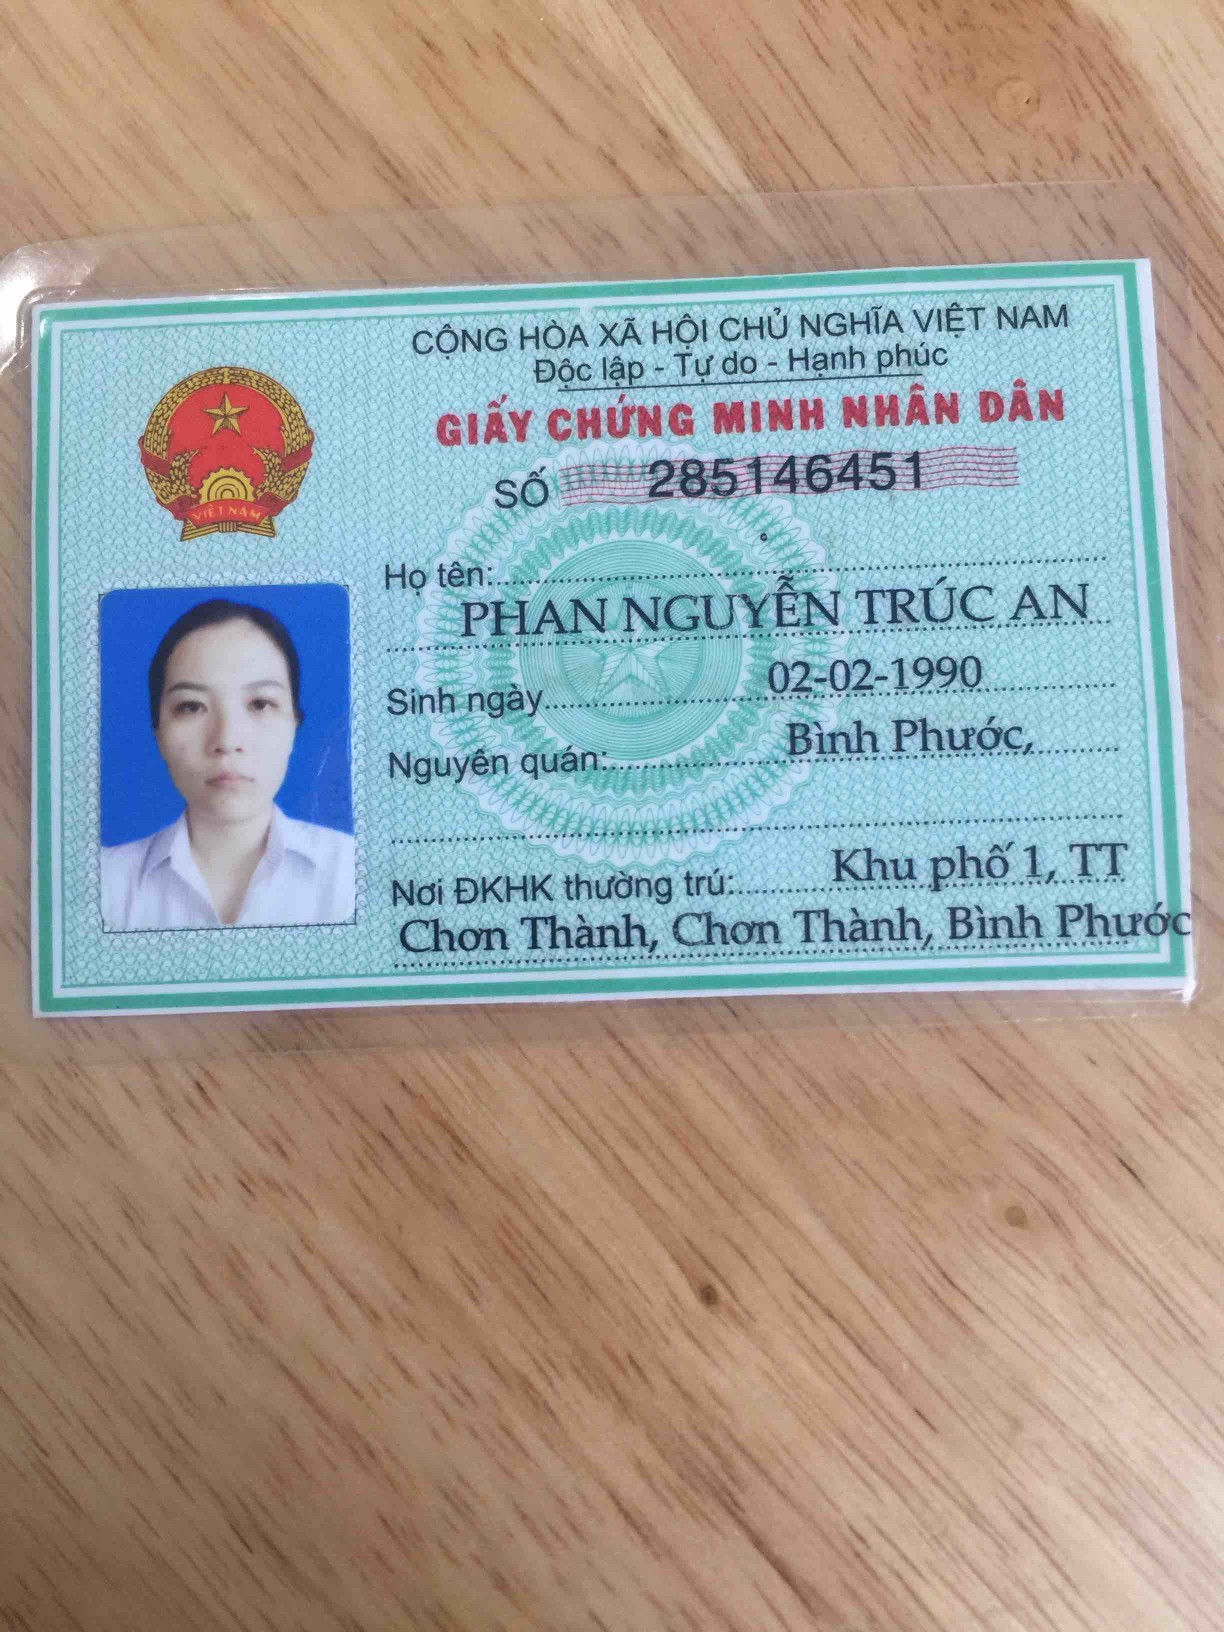 CỘNG HÒA XÃ HỘI CHỦ NGHĨA VIỆT NAM
Độc lập - Tự do - Hạnh phúc
GIẤY CHỨNG MINH NHÂN DÂN
SỐ 285146451
VIỆT NAM
Họ tên:
PHAN NGUYỄN TRÚC AN
Sinh ngày 02-02-1990
Nguyên quán: Bình Phước,
Nơi ĐKHK thường trú: Khu phố 1, TT
Chơn Thành, Chơn Thành, Bình Phước